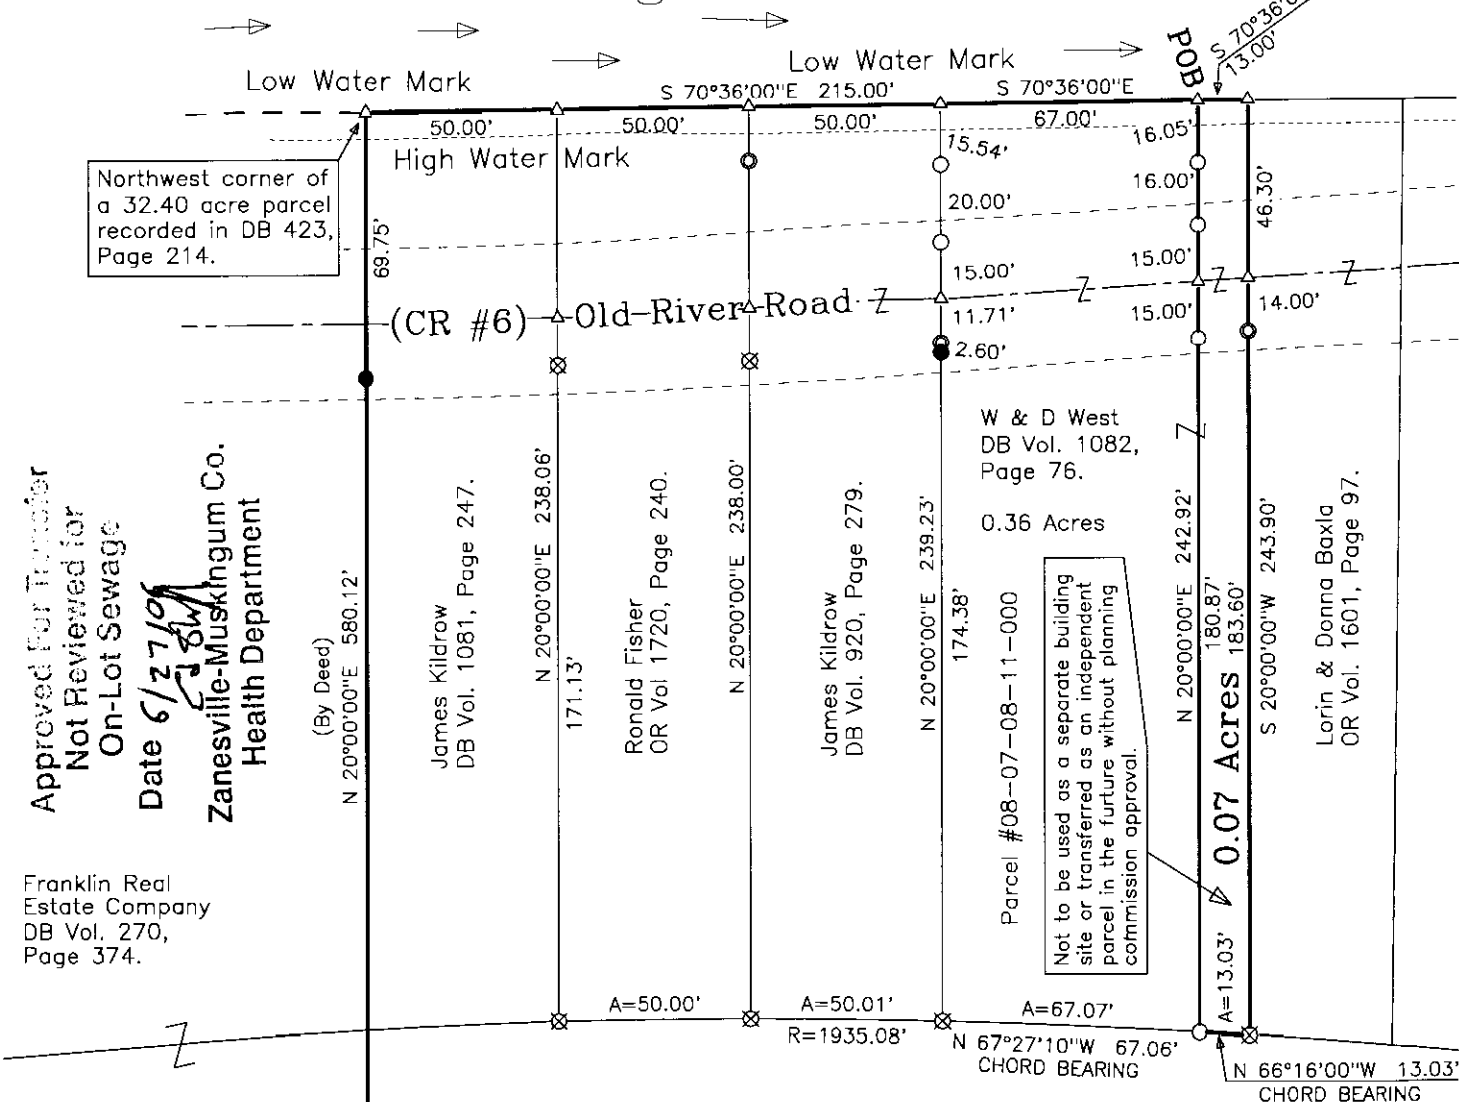 Low Water Mark
Low Water Mark
S 70°36'00"E 215.00'
S 70°36'00"E
POB
S 70°36'0
13.00'
50.00'
50.00'
50.00'
67.00'
High Water Mark
Northwest corner of
a 32.40 acre parcel
recorded in DB 423,
Page 214.
69.75'
15.54'
20.00'
15.00'
11.71'
2.60'
16.05'
16.00'
15.00'
15.00'
46.30'
14.00'
(CR #6) Old River Road
W & D West
DB Vol. 1082,
Page 76.
0.36 Acres
Approved For Transfer
Not Reviewed for
On-Lot Sewage
Date 6/27/06
Zanesville-Muskingum Co.
Health Department
(By Deed)
N 20°00'00"E 580.12'
James Kildrow
DB Vol. 1081, Page 247.
N 20°00'00"E 238.06'
171.13'
Ronald Fisher
OR Vol 1720, Page 240.
N 20°00'00"E 238.00'
James Kildrow
DB Vol. 920, Page 279.
N 20°00'00"E 239.23'
174.38'
Parcel #08-07-08-11-000
Not to be used as a separate building
site or transferred as an independent
parcel in the furture without planning
commission approval.
N 20°00'00"E 242.92'
180.87'
183.60'
0.07 Acres
S 20°00'00"W 243.90'
Lorin & Donna Baxla
OR Vol. 1601, Page 97.
Franklin Real
Estate Company
DB Vol. 270,
Page 374.
A=50.00'
A=50.01'
A=67.07'
A=13.03'
R=1935.08'
N 67°27'10"W 67.06'
CHORD BEARING
N 66°16'00"W 13.03'
CHORD BEARING